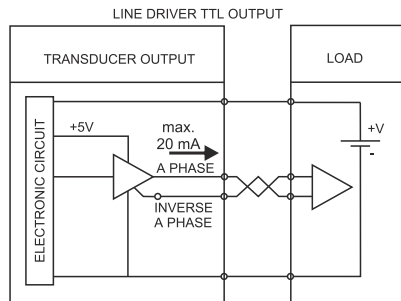 LINE DRIVER TTL OUTPUT
TRANSDUCER OUTPUT
LOAD
ELECTRONIC CIRCUIT
+5V
max.
20 mA
+V
-
A PHASE
INVERSE
A PHASE